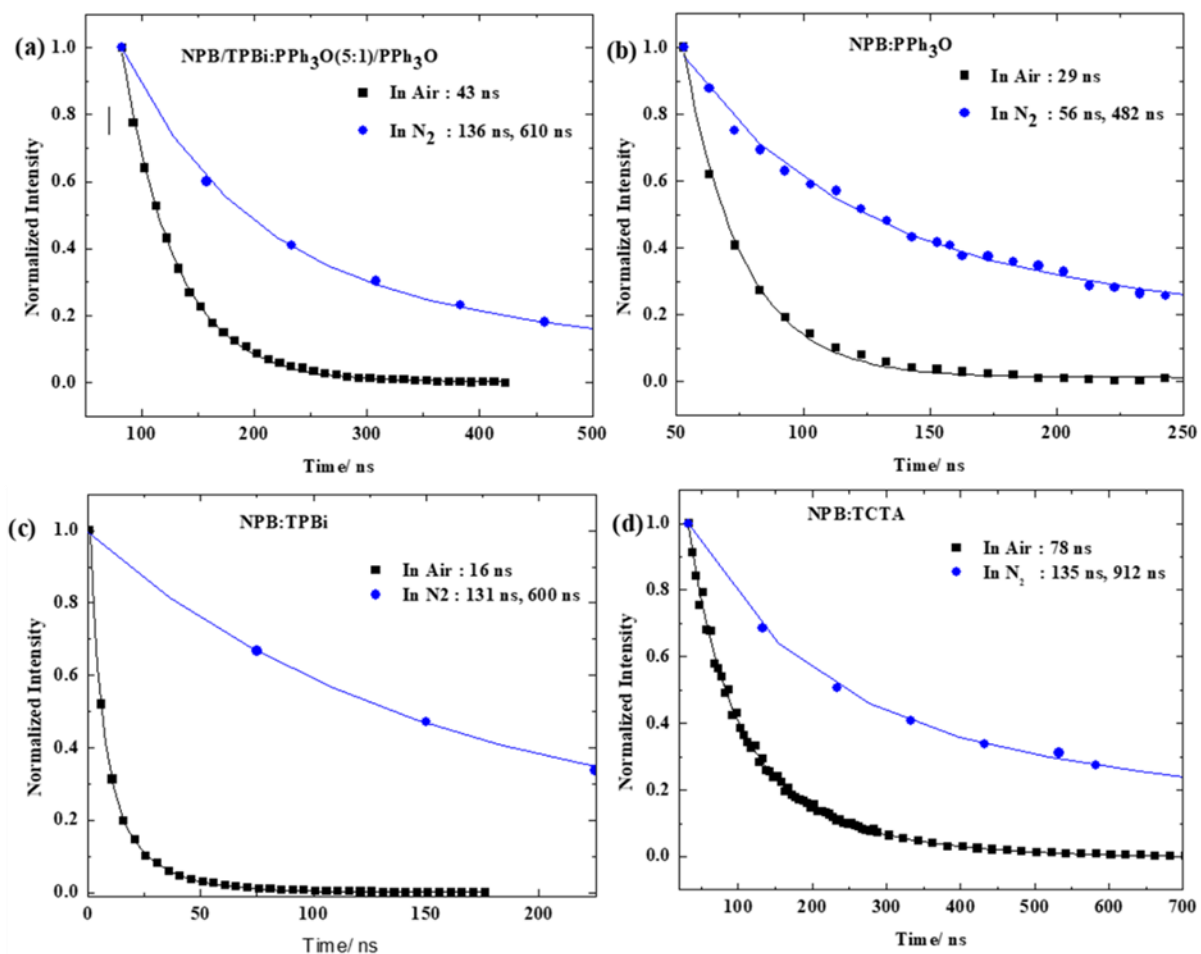 (a)
NPB/TPBi:PPh₃O(5:1)/PPh₃O
In Air : 43 ns
In N₂ : 136 ns, 610 ns
1.0
0.8
0.6
0.4
0.2
0.0
Normalized Intensity
100 200 300 400 500
Time/ ns
(b)
NPB:PPh₃O
In Air : 29 ns
In N₂ : 56 ns, 482 ns
1.0
0.8
0.6
0.4
0.2
0.0
Normalized Intensity
50 100 150 200 250
Time/ ns
(c)
NPB:TPBi
In Air : 16 ns
In N2 : 131 ns, 600 ns
1.0
0.8
0.6
0.4
0.2
0.0
Normalized Intensity
0 50 100 150 200
Time/ ns
(d)
NPB:TCTA
In Air : 78 ns
In N₂ : 135 ns, 912 ns
1.0
0.8
0.6
0.4
0.2
0.0
Normalized Intensity
100 200 300 400 500 600 700
Time/ ns